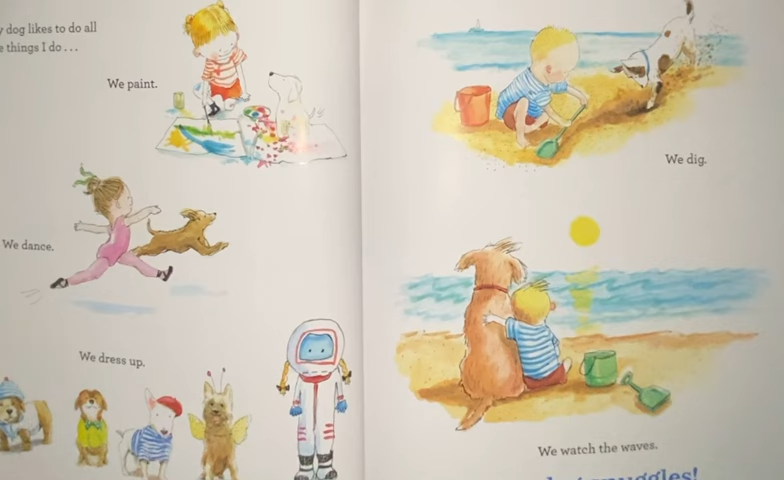 dog likes to do all
things I do...
We paint.
We dance.
We dress up.
We dig.
We watch the waves.
snuggles!